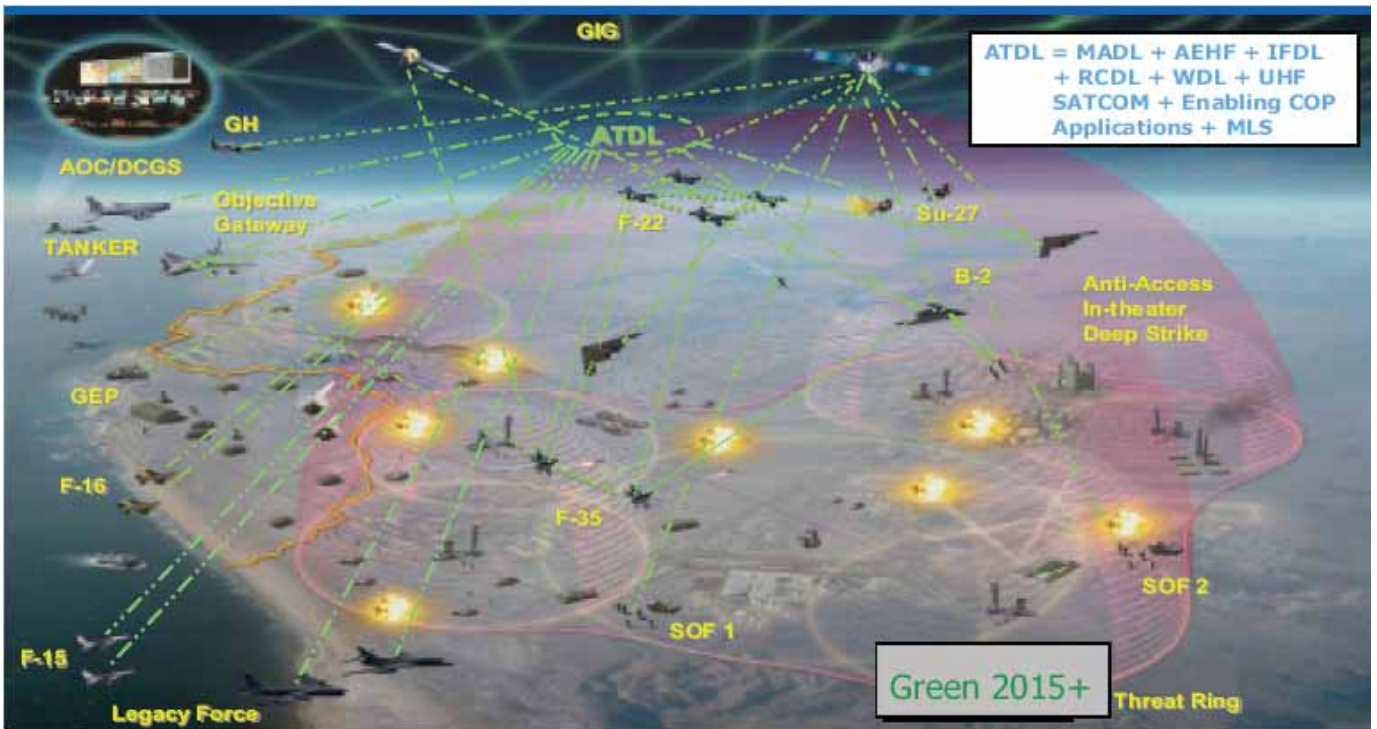 GIG
ATDL = MADL + AEHF + IFDL
+ RCDL + WDL + UHF
SATCOM + Enabling COP
Applications + MLS
GH
ATDL
AOC/DCGS
Objective
Gateway
F-22
Su-27
TANKER
B-2
Anti-Access
In-theater
Deep Strike
GEP
F-16
F-35
SOF 2
SOF 1
F-15
Green 2015+
Threat Ring
Legacy Force